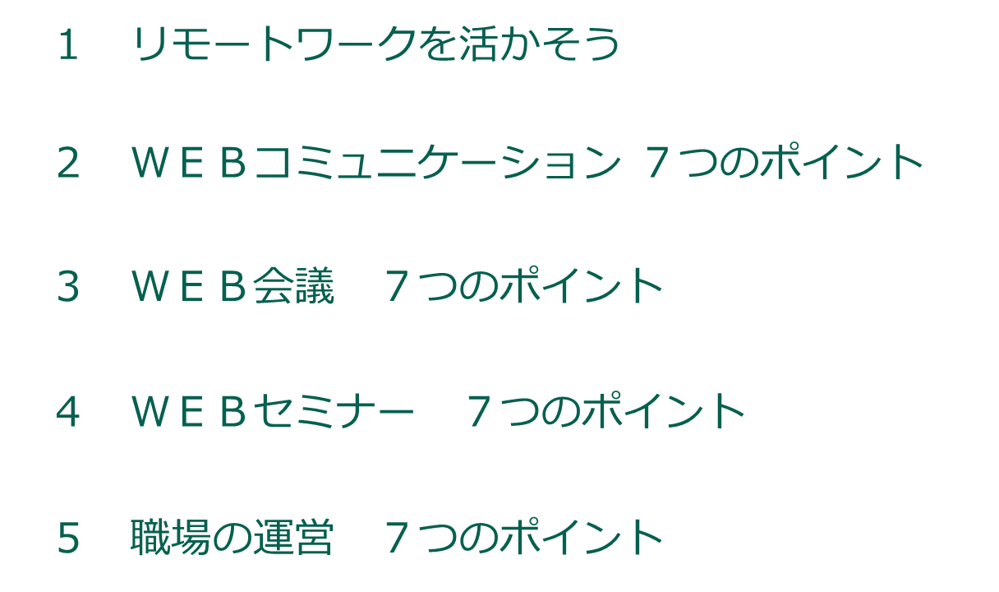 1　リモートワークを活かそう
2　ＷＥＢコミュニケーション ７つのポイント
3　ＷＥＢ会議　７つのポイント
4　ＷＥＢセミナー　７つのポイント
5　職場の運営　７つのポイント